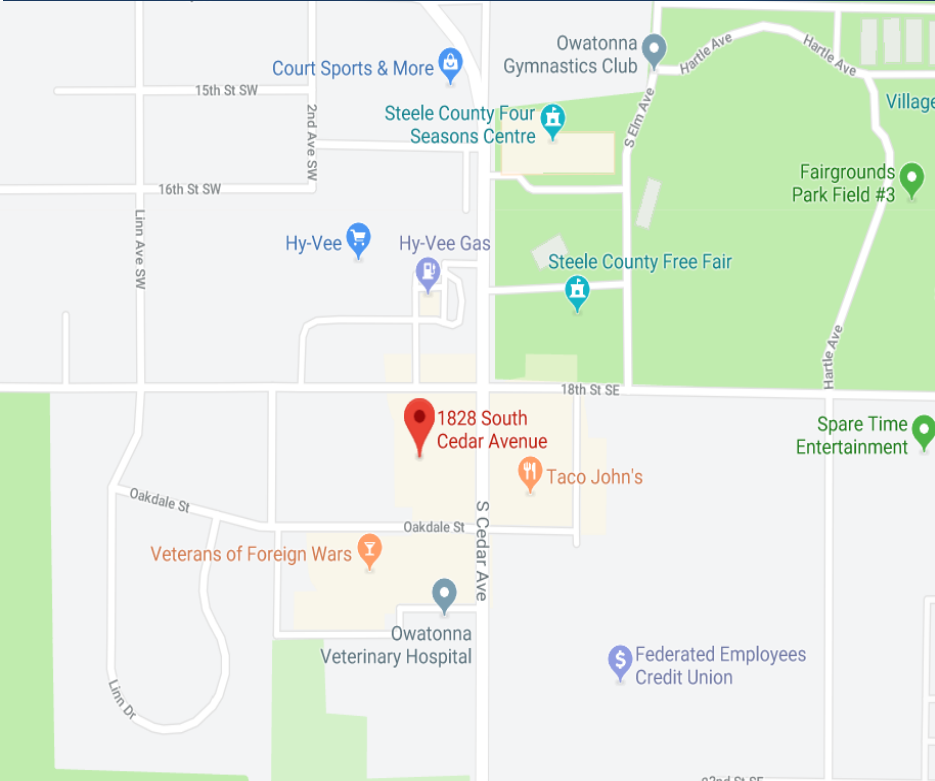 Owatonna
Gymnastics Club
Hartle Ave
Hartle Ave
Court Sports & More
15th St SW
2nd Ave SW
Steele County Four
Seasons Centre
S Elm Ave
Village
Fairgrounds
Park Field #3
16th St SW
Linn Ave SW
Hy-Vee
Hy-Vee Gas
Steele County Free Fair
Hartle Ave
18th St SE
1828 South
Cedar Avenue
Spare Time
Entertainment
Taco John's
Oakdale St
Oakdale St
S Cedar Ave
Veterans of Foreign Wars
Owatonna
Veterinary Hospital
Federated Employees
Credit Union
Linn Dr